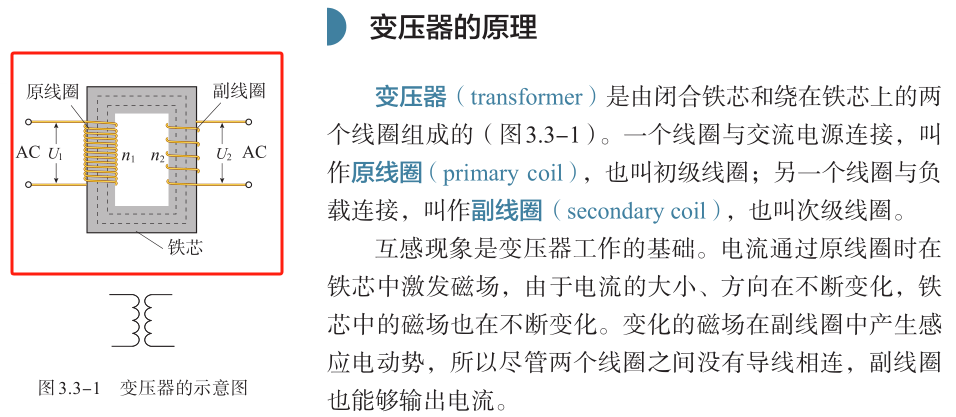 变压器的原理
原线圈
副线圈
AC U₁ n₁ n₂ U₂ AC
铁芯
图3.3-1 变压器的示意图
变压器（transformer）是由闭合铁芯和绕在铁芯上的两
个线圈组成的（图3.3-1）。一个线圈与交流电源连接，叫
作原线圈（primary coil），也叫初级线圈；另一个线圈与负
载连接，叫作副线圈（secondary coil），也叫次级线圈。
互感现象是变压器工作的基础。电流通过原线圈时在
铁芯中激发磁场，由于电流的大小、方向在不断变化，铁
芯中的磁场也在不断变化。变化的磁场在副线圈中产生感
应电动势，所以尽管两个线圈之间没有导线相连，副线圈
也能够输出电流。